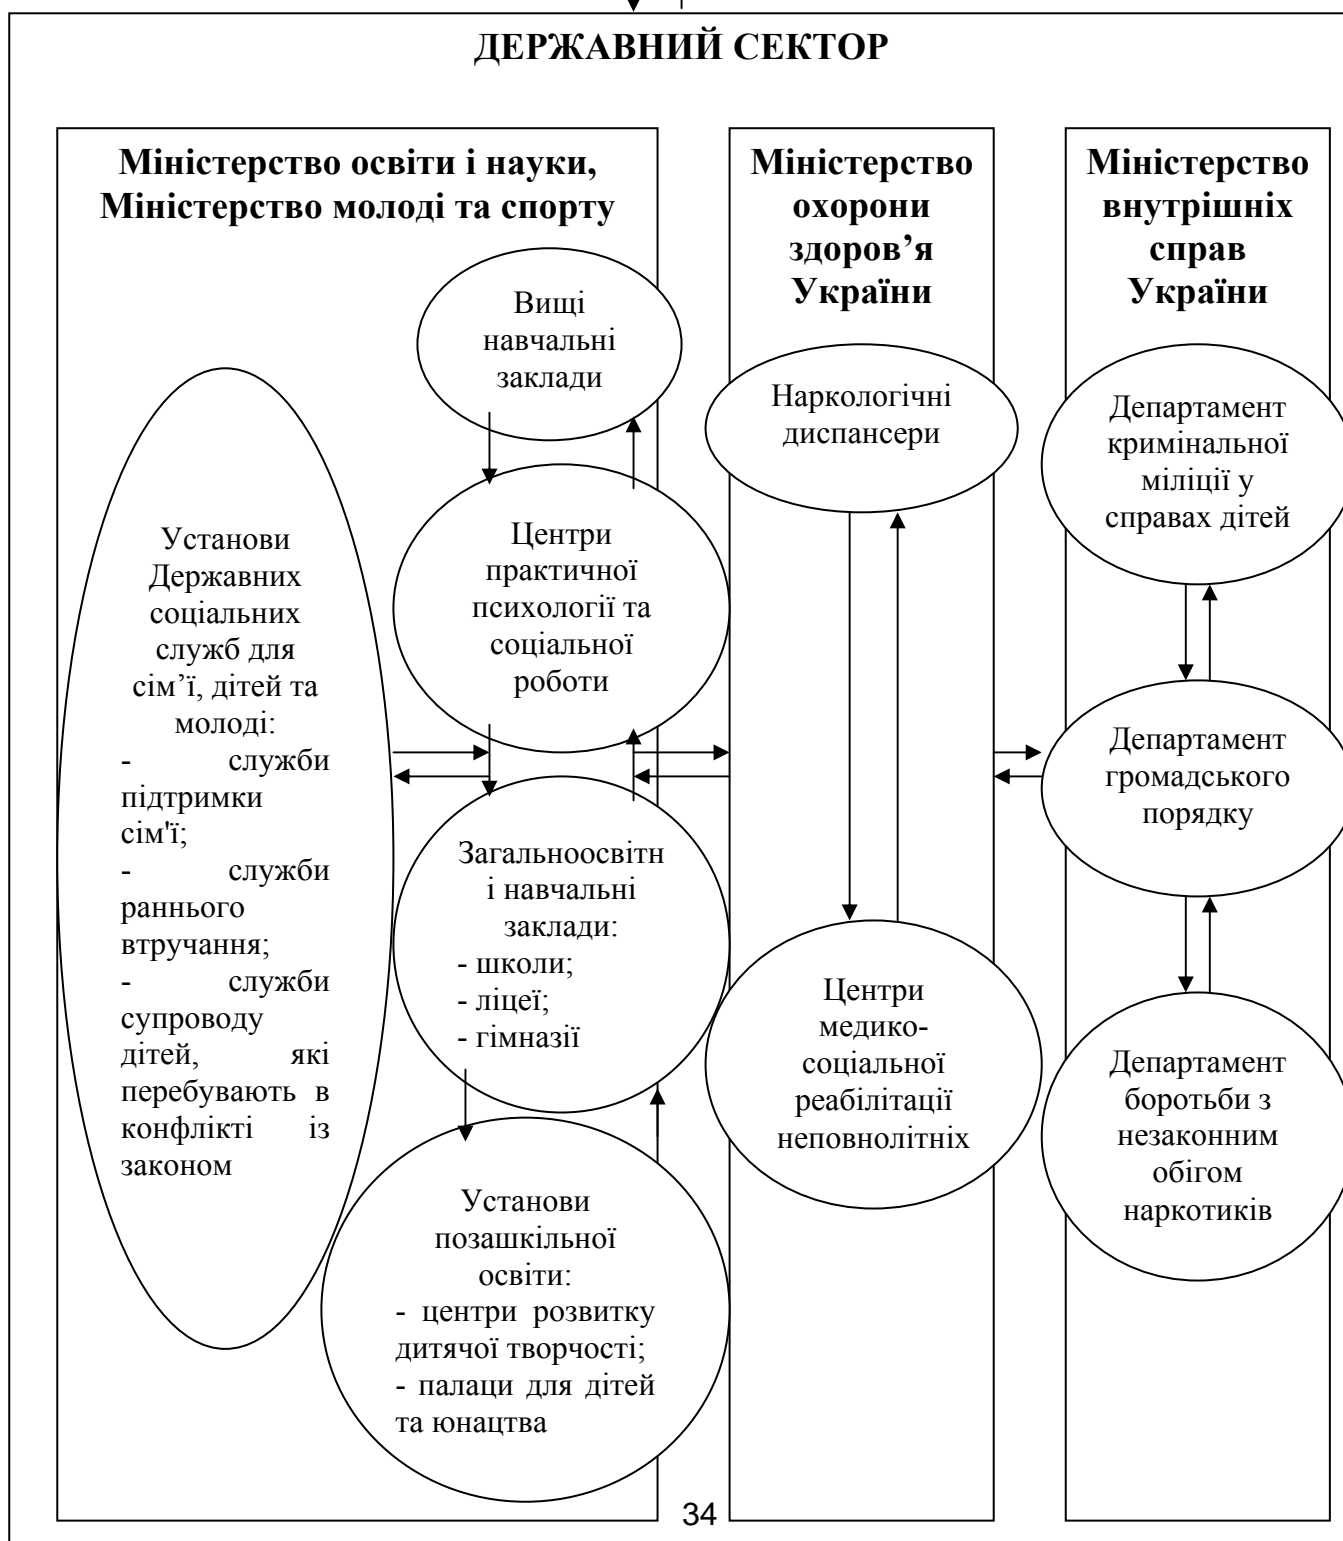 ДЕРЖАВНИЙ СЕКТОР
Міністерство освіти і науки,
Міністерство молоді та спорту
Вищі
навчальні
заклади
Установи
Державних
соціальних
служб для
сім’ї, дітей та
молоді:
- служби
підтримки
сім'ї;
- служби
раннього
втручання;
- служби
супроводу
дітей, які
перебувають в
конфлікті із
законом
Центри
практичної
психології та
соціальної
роботи
Загальноосвітн
і навчальні
заклади:
- школи;
- ліцеї;
- гімназії
Установи
позашкільної
освіти:
- центри розвитку
дитячої творчості;
- палаци для дітей
та юнацтва
Міністерство
охорони
здоров’я
України
Наркологічні
диспансери
Центри
медико-
соціальної
реабілітації
неповнолітніх
Міністерство
внутрішніх
справ
України
Департамент
кримінальної
міліції у
справах дітей
Департамент
громадського
порядку
Департамент
боротьби з
незаконним
обігом
наркотиків
34